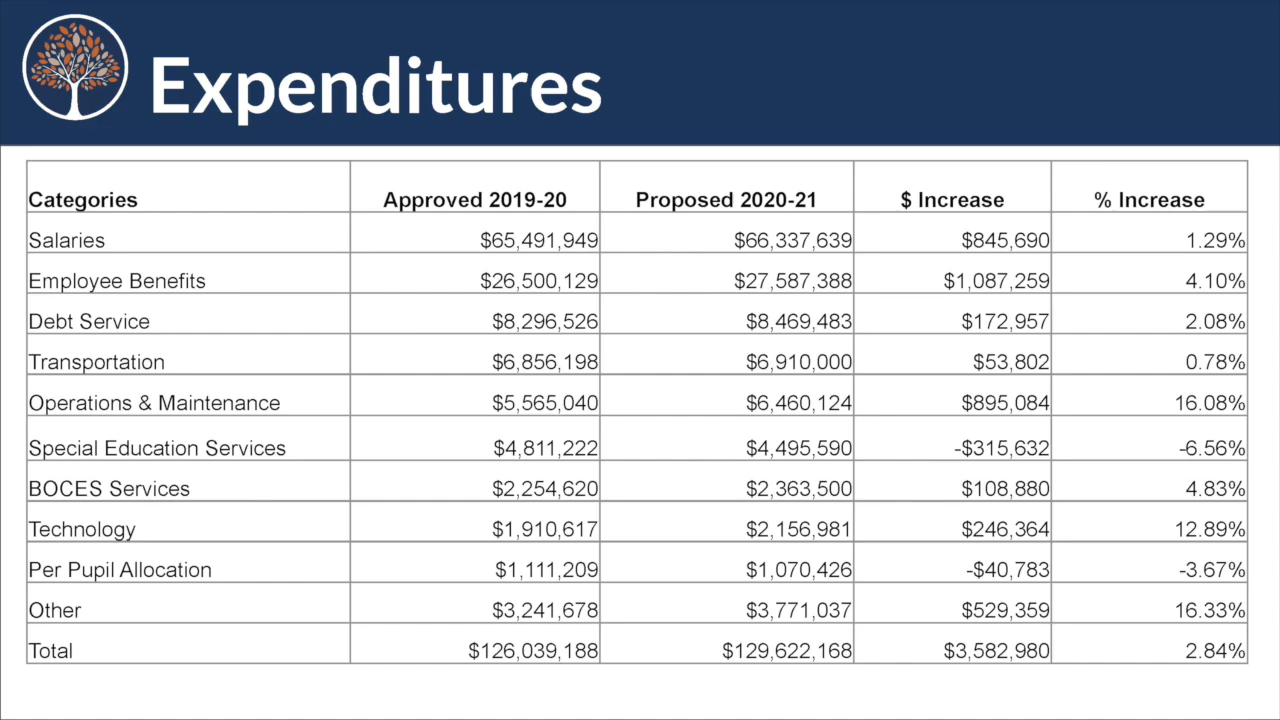 Expenditures
Categories Approved 2019-20 Proposed 2020-21 $ Increase % Increase
Salaries $65,491,949 $66,337,639 $845,690 1.29%
Employee Benefits $26,500,129 $27,587,388 $1,087,259 4.10%
Debt Service $8,296,526 $8,469,483 $172,957 2.08%
Transportation $6,856,198 $6,910,000 $53,802 0.78%
Operations & Maintenance $5,565,040 $6,460,124 $895,084 16.08%
Special Education Services $4,811,222 $4,495,590 -$315,632 -6.56%
BOCES Services $2,254,620 $2,363,500 $108,880 4.83%
Technology $1,910,617 $2,156,981 $246,364 12.89%
Per Pupil Allocation $1,111,209 $1,070,426 -$40,783 -3.67%
Other $3,241,678 $3,771,037 $529,359 16.33%
Total $126,039,188 $129,622,168 $3,582,980 2.84%